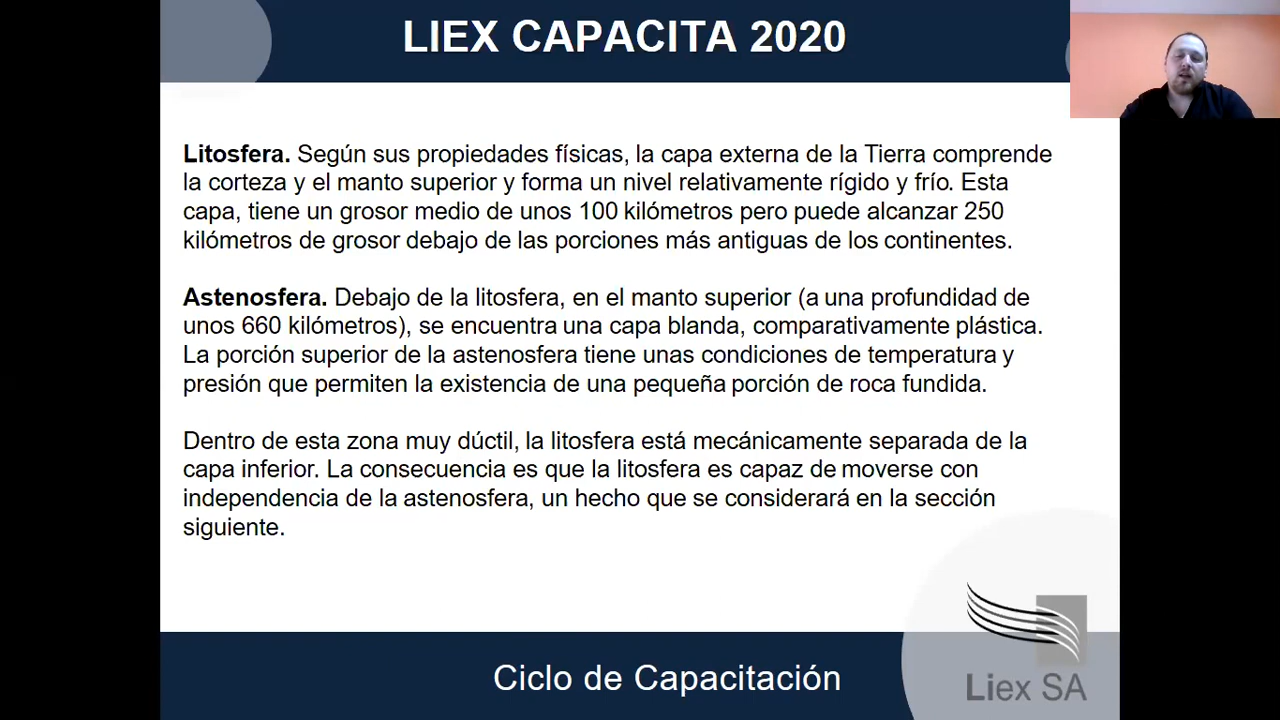 LIEX CAPACITA 2020
Litosfera. Según sus propiedades físicas, la capa externa de la Tierra comprende
la corteza y el manto superior y forma un nivel relativamente rígido y frío. Esta
capa, tiene un grosor medio de unos 100 kilómetros pero puede alcanzar 250
kilómetros de grosor debajo de las porciones más antiguas de los continentes.
Astenosfera. Debajo de la litosfera, en el manto superior (a una profundidad de
unos 660 kilómetros), se encuentra una capa blanda, comparativamente plástica.
La porción superior de la astenosfera tiene unas condiciones de temperatura y
presión que permiten la existencia de una pequeña porción de roca fundida.
Dentro de esta zona muy dúctil, la litosfera está mecánicamente separada de la
capa inferior. La consecuencia es que la litosfera es capaz de moverse con
independencia de la astenosfera, un hecho que se considerará en la sección
siguiente.
Ciclo de Capacitación
Liex SA